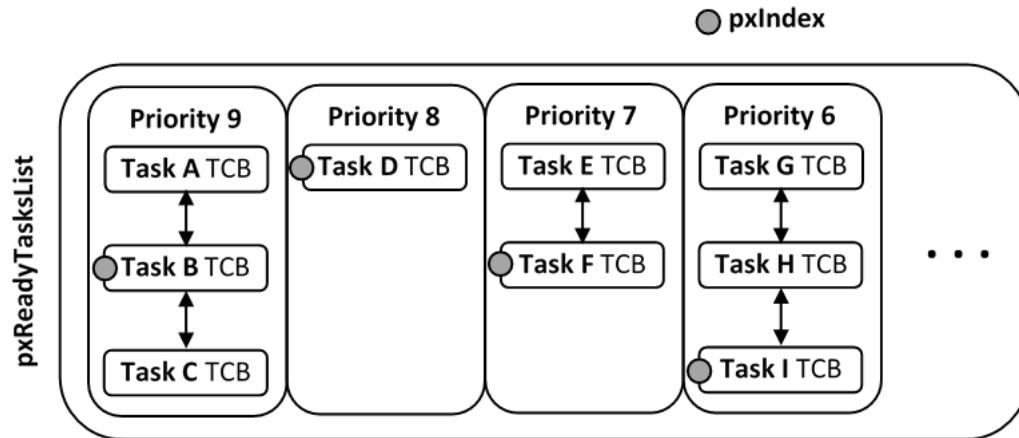 pxIndex
pxReadyTasksList
Priority 9
Task A TCB
Task B TCB
Task C TCB
Priority 8
Task D TCB
Priority 7
Task E TCB
Task F TCB
Priority 6
Task G TCB
Task H TCB
Task I TCB
. . .